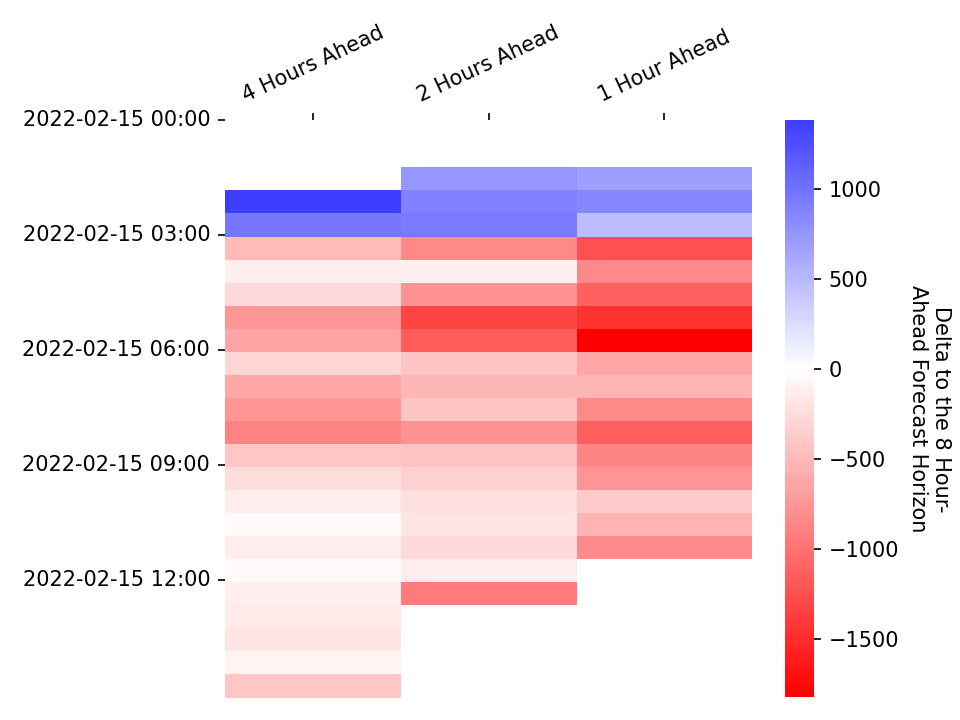 4 Hours Ahead
2 Hours Ahead
1 Hour Ahead
2022-02-15 00:00
2022-02-15 03:00
2022-02-15 06:00
2022-02-15 09:00
2022-02-15 12:00
1000
500
0
−500
−1000
−1500
Delta to the 8 Hour-
Ahead Forecast Horizon